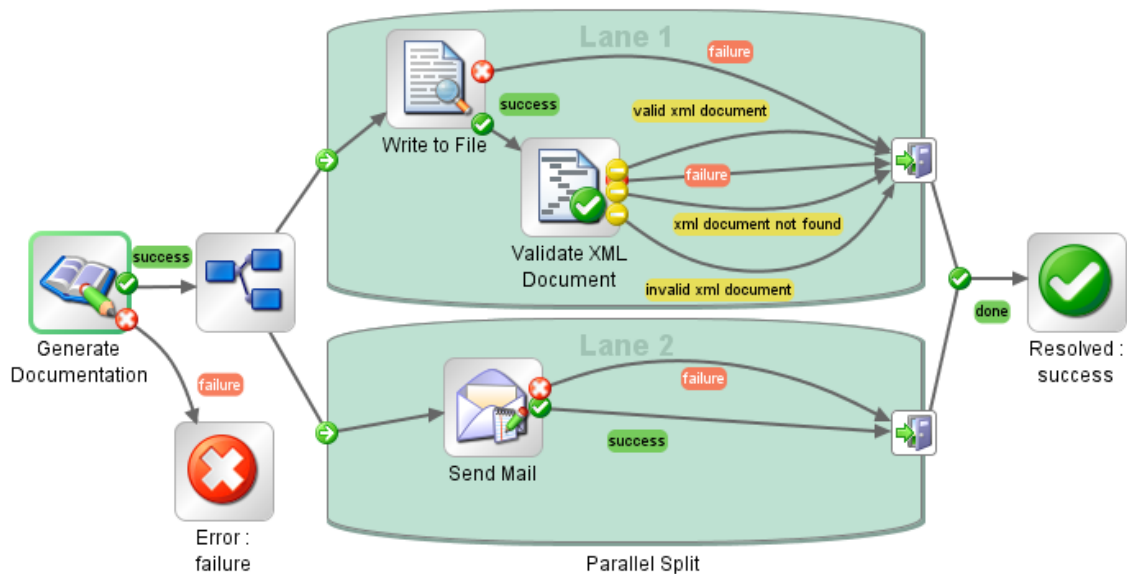 Lane 1
failure
success
valid xml document
Write to File
failure
xml document not found
Validate XML
Document
invalid xml document
success
done
Generate
Documentation
Resolved :
success
Lane 2
failure
failure
success
Send Mail
Error :
failure
Parallel Split